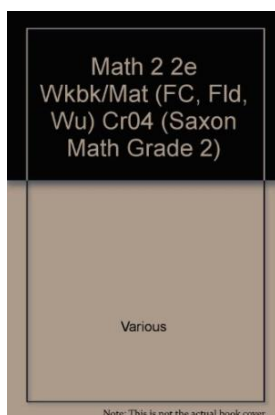 Math 2 2e
Wkbk/Mat (FC, Fld,
Wu) Cr04 (Saxon
Math Grade 2)
Various
Note: This is not the actual book cover